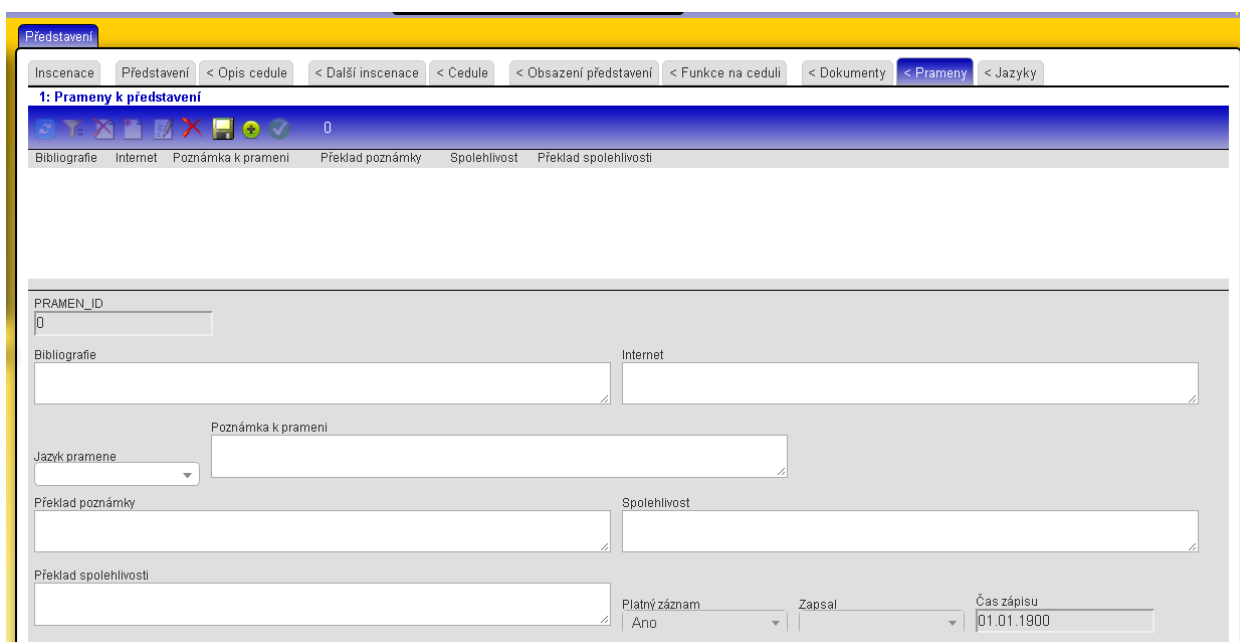 Představení
Inscenace Představení < Opis cedule < Další inscenace < Cedule < Obsazení představení < Funkce na ceduli < Dokumenty < Prameny < Jazyky
1: Prameny k představení
0
Bibliografie Internet Poznámka k prameni Překlad poznámky Spolehlivost Překlad spolehlivosti
PRAMEN_ID
0
Bibliografie Internet
Poznámka k prameni
Jazyk pramene
Překlad poznámky Spolehlivost
Překlad spolehlivosti
Platný záznam Zapsal Čas zápisu
Ano 01.01.1900